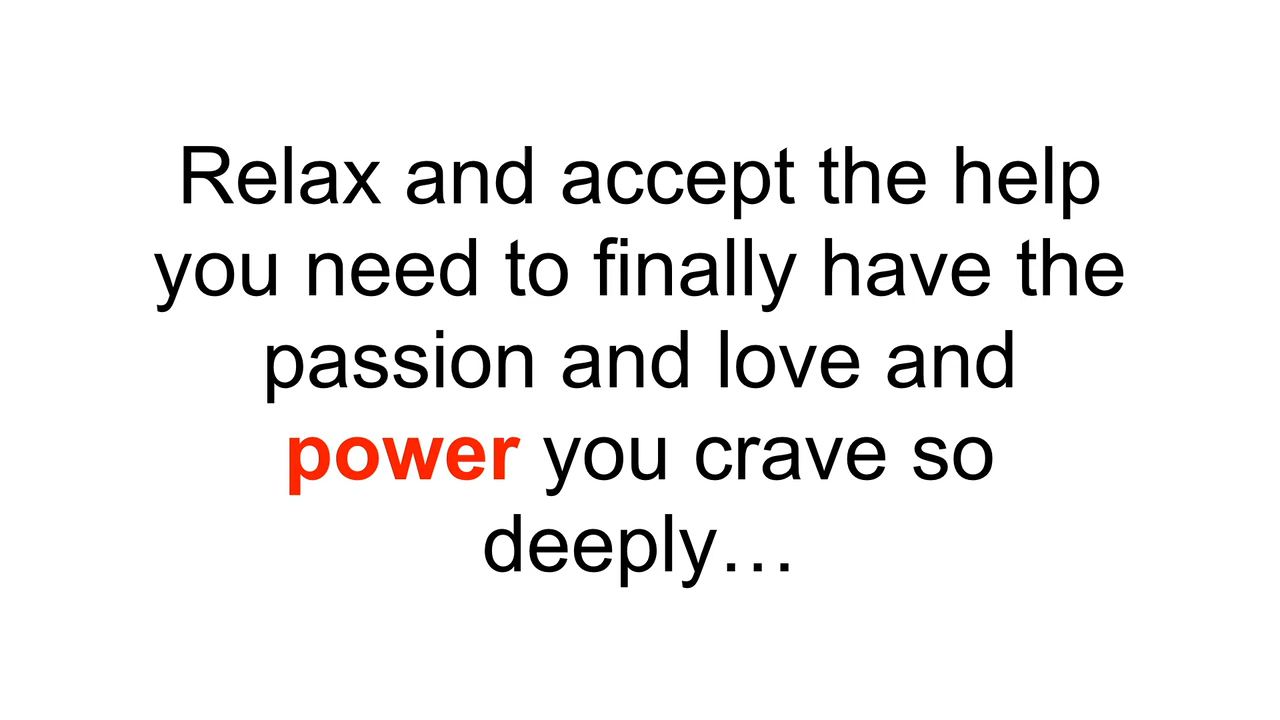 Relax and accept the help
you need to finally have the
passion and love and
power you crave so
deeply…